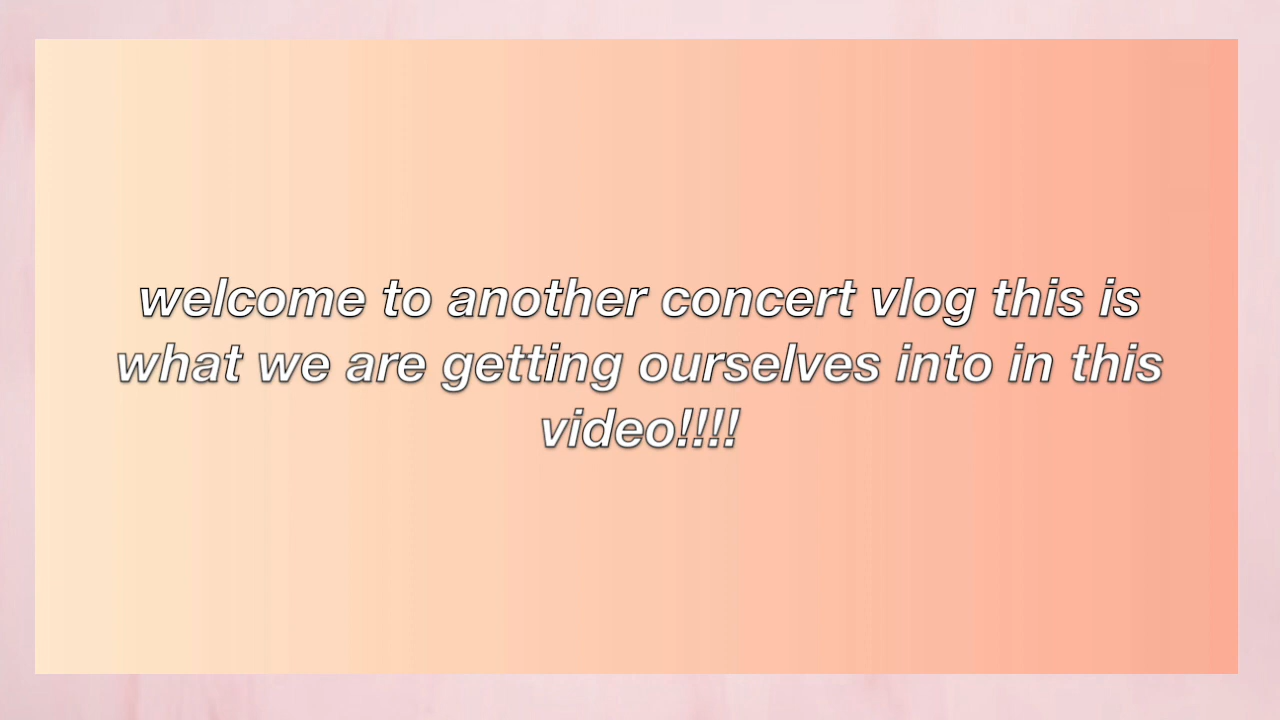 welcome to another concert vlog this is
what we are getting ourselves into in this
video!!!!